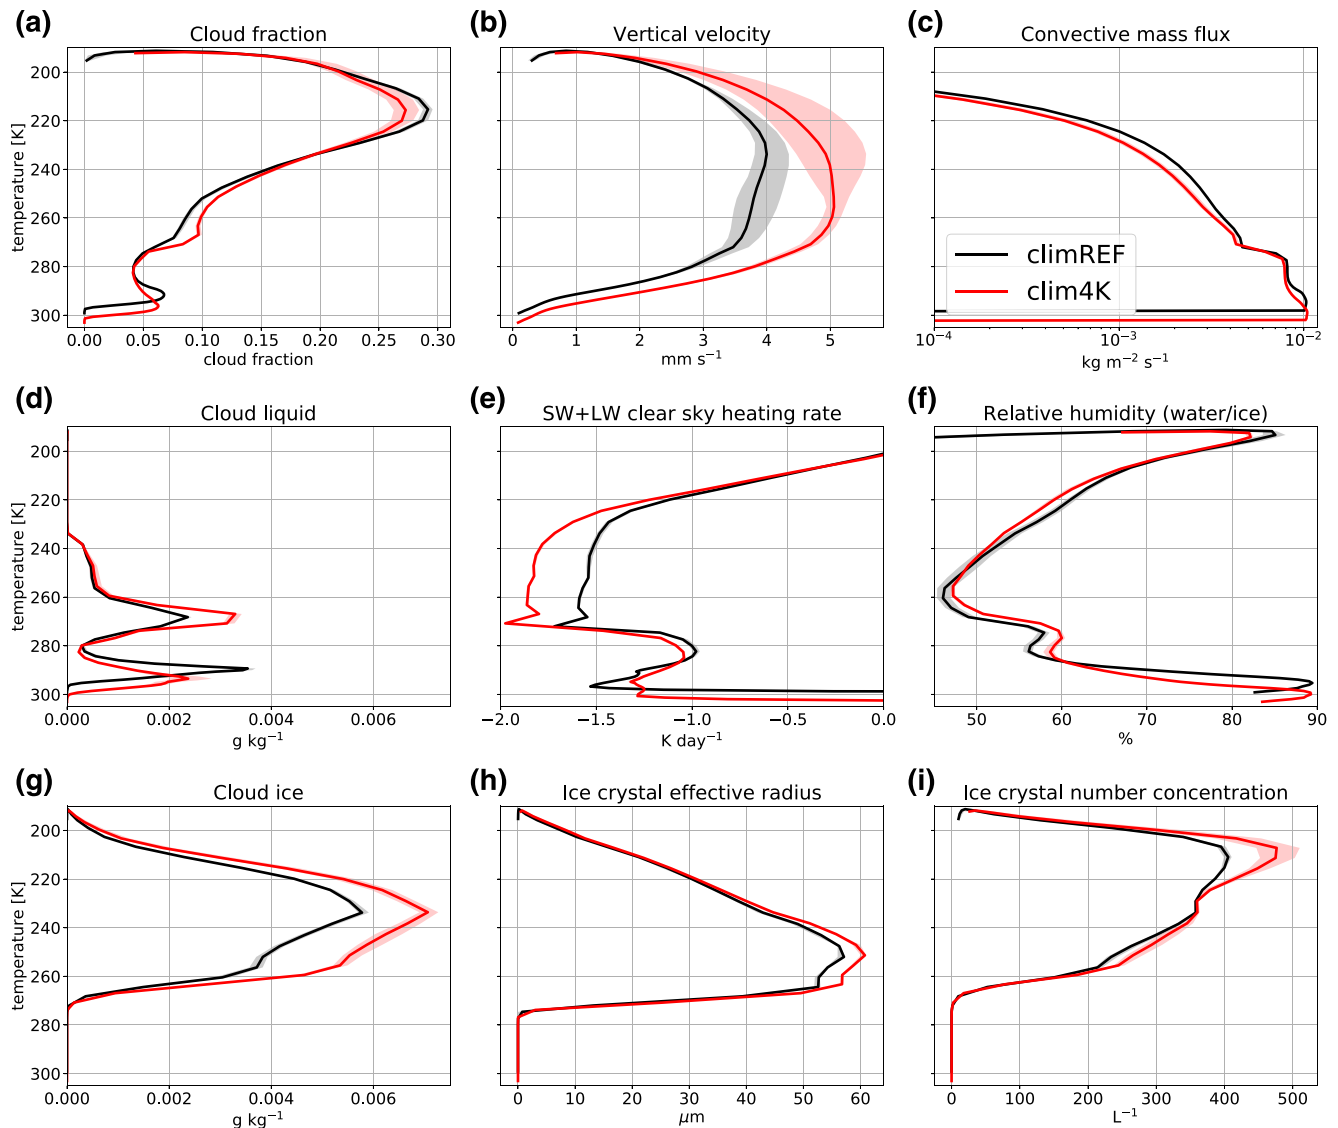 (a) Cloud fraction
(b) Vertical velocity
(c) Convective mass flux
temperature [K]
200
220
240
260
280
300
0.00 0.05 0.10 0.15 0.20 0.25 0.30
cloud fraction
0 1 2 3 4 5
mm s⁻¹
climREF
clim4K
10⁻⁴ 10⁻³ 10⁻²
kg m⁻² s⁻¹
(d) Cloud liquid
(e) SW+LW clear sky heating rate
(f) Relative humidity (water/ice)
temperature [K]
200
220
240
260
280
300
0.000 0.002 0.004 0.006
g kg⁻¹
−2.0 −1.5 −1.0 −0.5 0.0
K day⁻¹
50 60 70 80 90
%
(g) Cloud ice
(h) Ice crystal effective radius
(i) Ice crystal number concentration
temperature [K]
200
220
240
260
280
300
0.000 0.002 0.004 0.006
g kg⁻¹
0 10 20 30 40 50 60
μm
0 100 200 300 400 500
L⁻¹